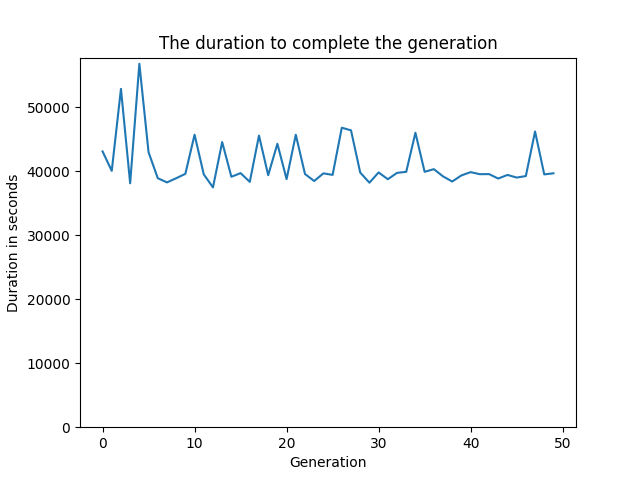 The duration to complete the generation
Duration in seconds
50000
40000
30000
20000
10000
0
0 10 20 30 40 50
Generation